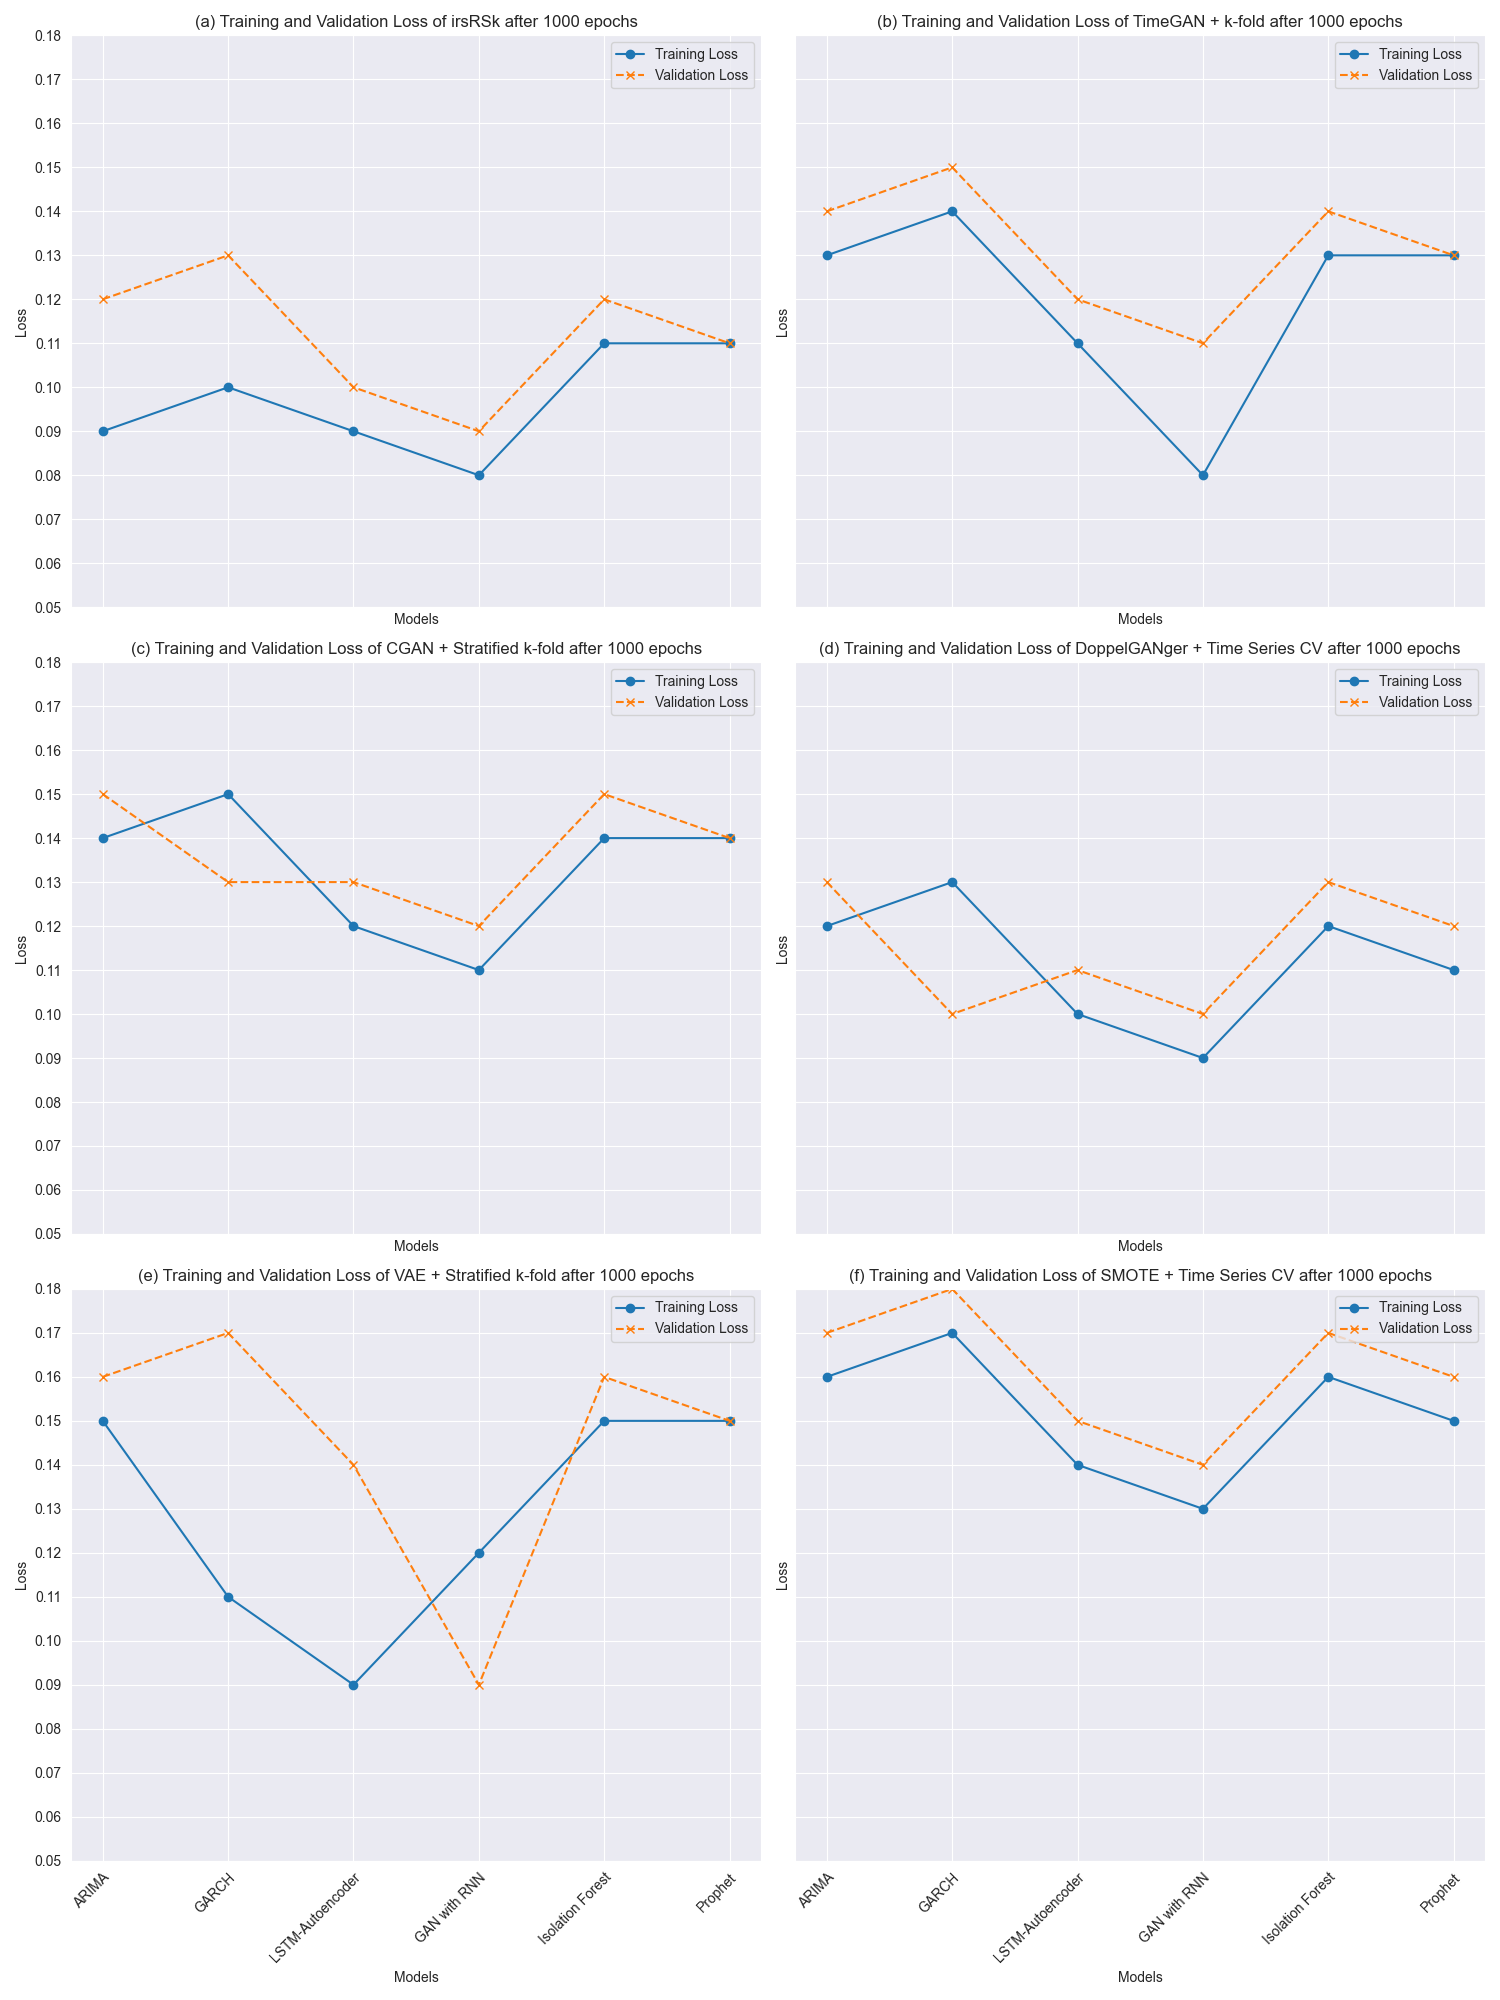 (a) Training and Validation Loss of irsRSk after 1000 epochs
Training Loss
Validation Loss
0.18
0.17
0.16
0.15
0.14
0.13
0.12
0.11
0.10
0.09
0.08
0.07
0.06
0.05
Loss
Models
(b) Training and Validation Loss of TimeGAN + k-fold after 1000 epochs
Training Loss
Validation Loss
Loss
Models
(c) Training and Validation Loss of CGAN + Stratified k-fold after 1000 epochs
Training Loss
Validation Loss
0.18
0.17
0.16
0.15
0.14
0.13
0.12
0.11
0.10
0.09
0.08
0.07
0.06
0.05
Loss
Models
(d) Training and Validation Loss of DoppelGANger + Time Series CV after 1000 epochs
Training Loss
Validation Loss
Loss
Models
(e) Training and Validation Loss of VAE + Stratified k-fold after 1000 epochs
Training Loss
Validation Loss
0.18
0.17
0.16
0.15
0.14
0.13
0.12
0.11
0.10
0.09
0.08
0.07
0.06
0.05
Loss
ARIMA
GARCH
LSTM-Autoencoder
GAN with RNN
Isolation Forest
Prophet
Models
(f) Training and Validation Loss of SMOTE + Time Series CV after 1000 epochs
Training Loss
Validation Loss
Loss
ARIMA
GARCH
LSTM-Autoencoder
GAN with RNN
Isolation Forest
Prophet
Models